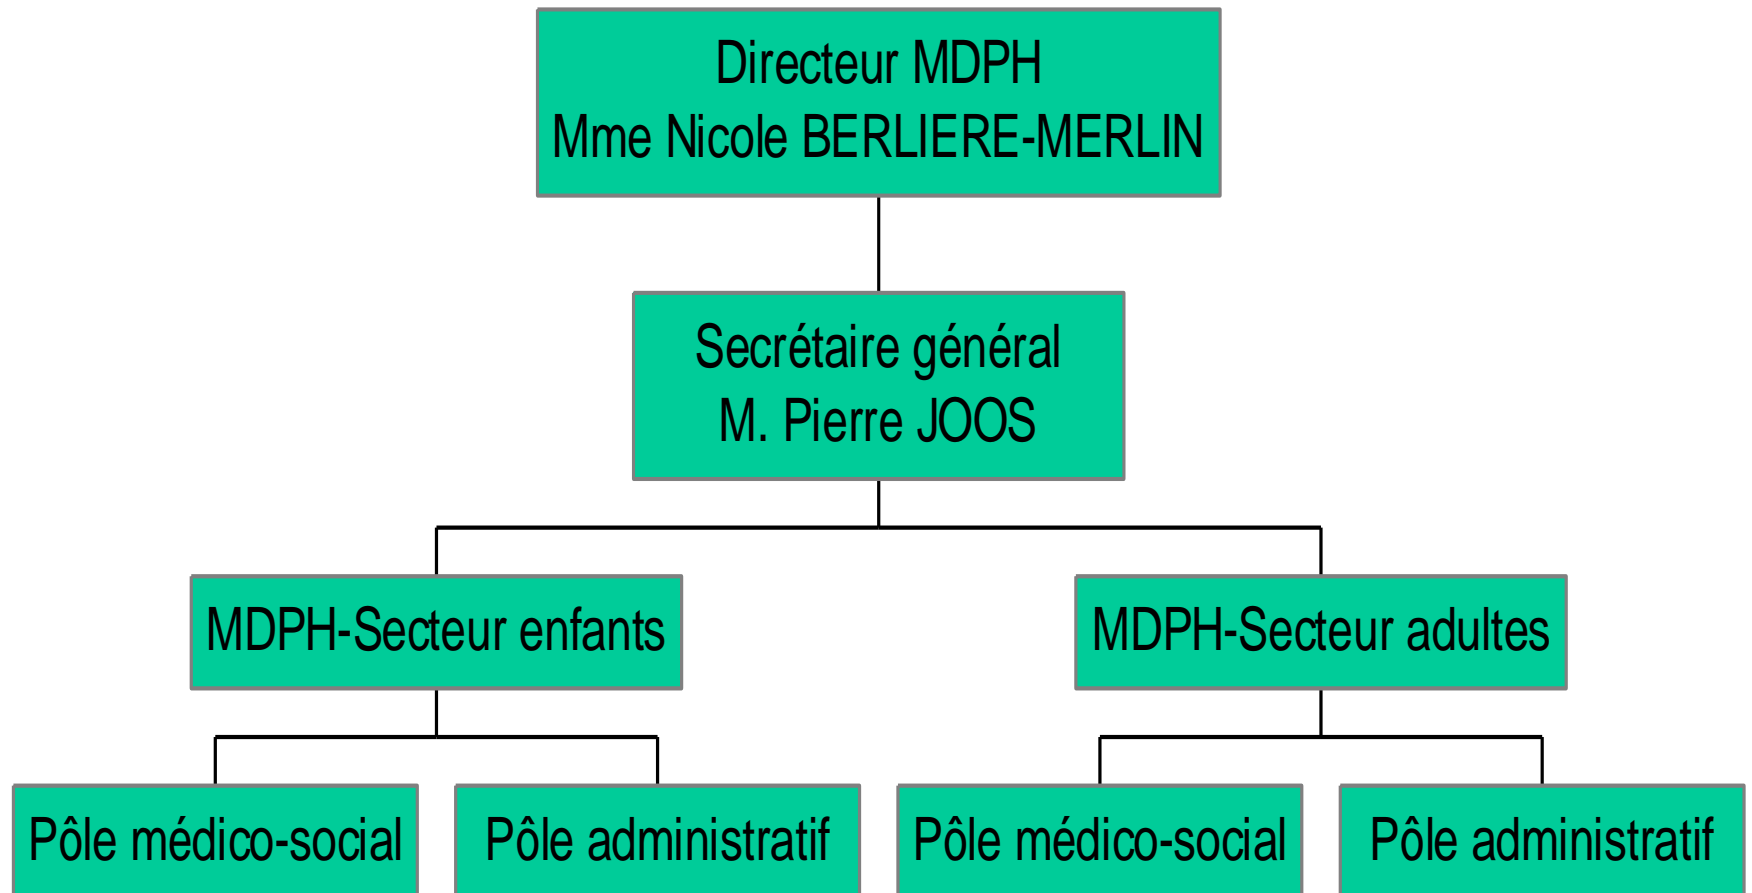 Directeur MDPH
Mme Nicole BERLIERE-MERLIN
Secrétaire général
M. Pierre JOOS
MDPH-Secteur enfants
MDPH-Secteur adultes
Pôle médico-social
Pôle administratif
Pôle médico-social
Pôle administratif